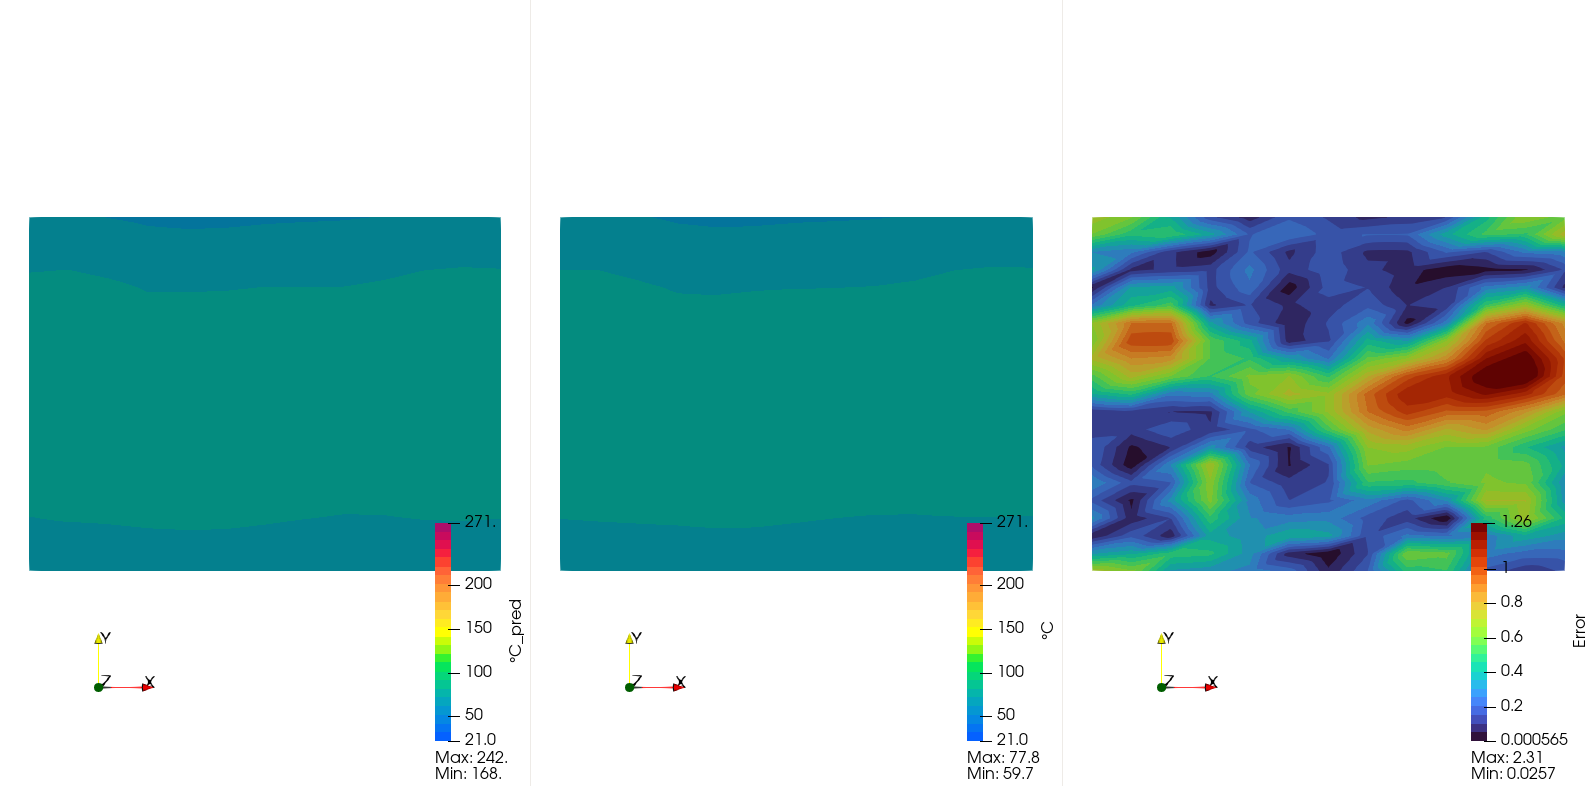 271.
200
150
100
50
21.0
°C_pred
Max: 242.
Min: 168.
Y
Z
X
271.
200
150
100
50
21.0
°C
Max: 77.8
Min: 59.7
Y
Z
X
1.26
1
0.8
0.6
0.4
0.2
0.000565
Error
Max: 2.31
Min: 0.0257
Y
Z
X